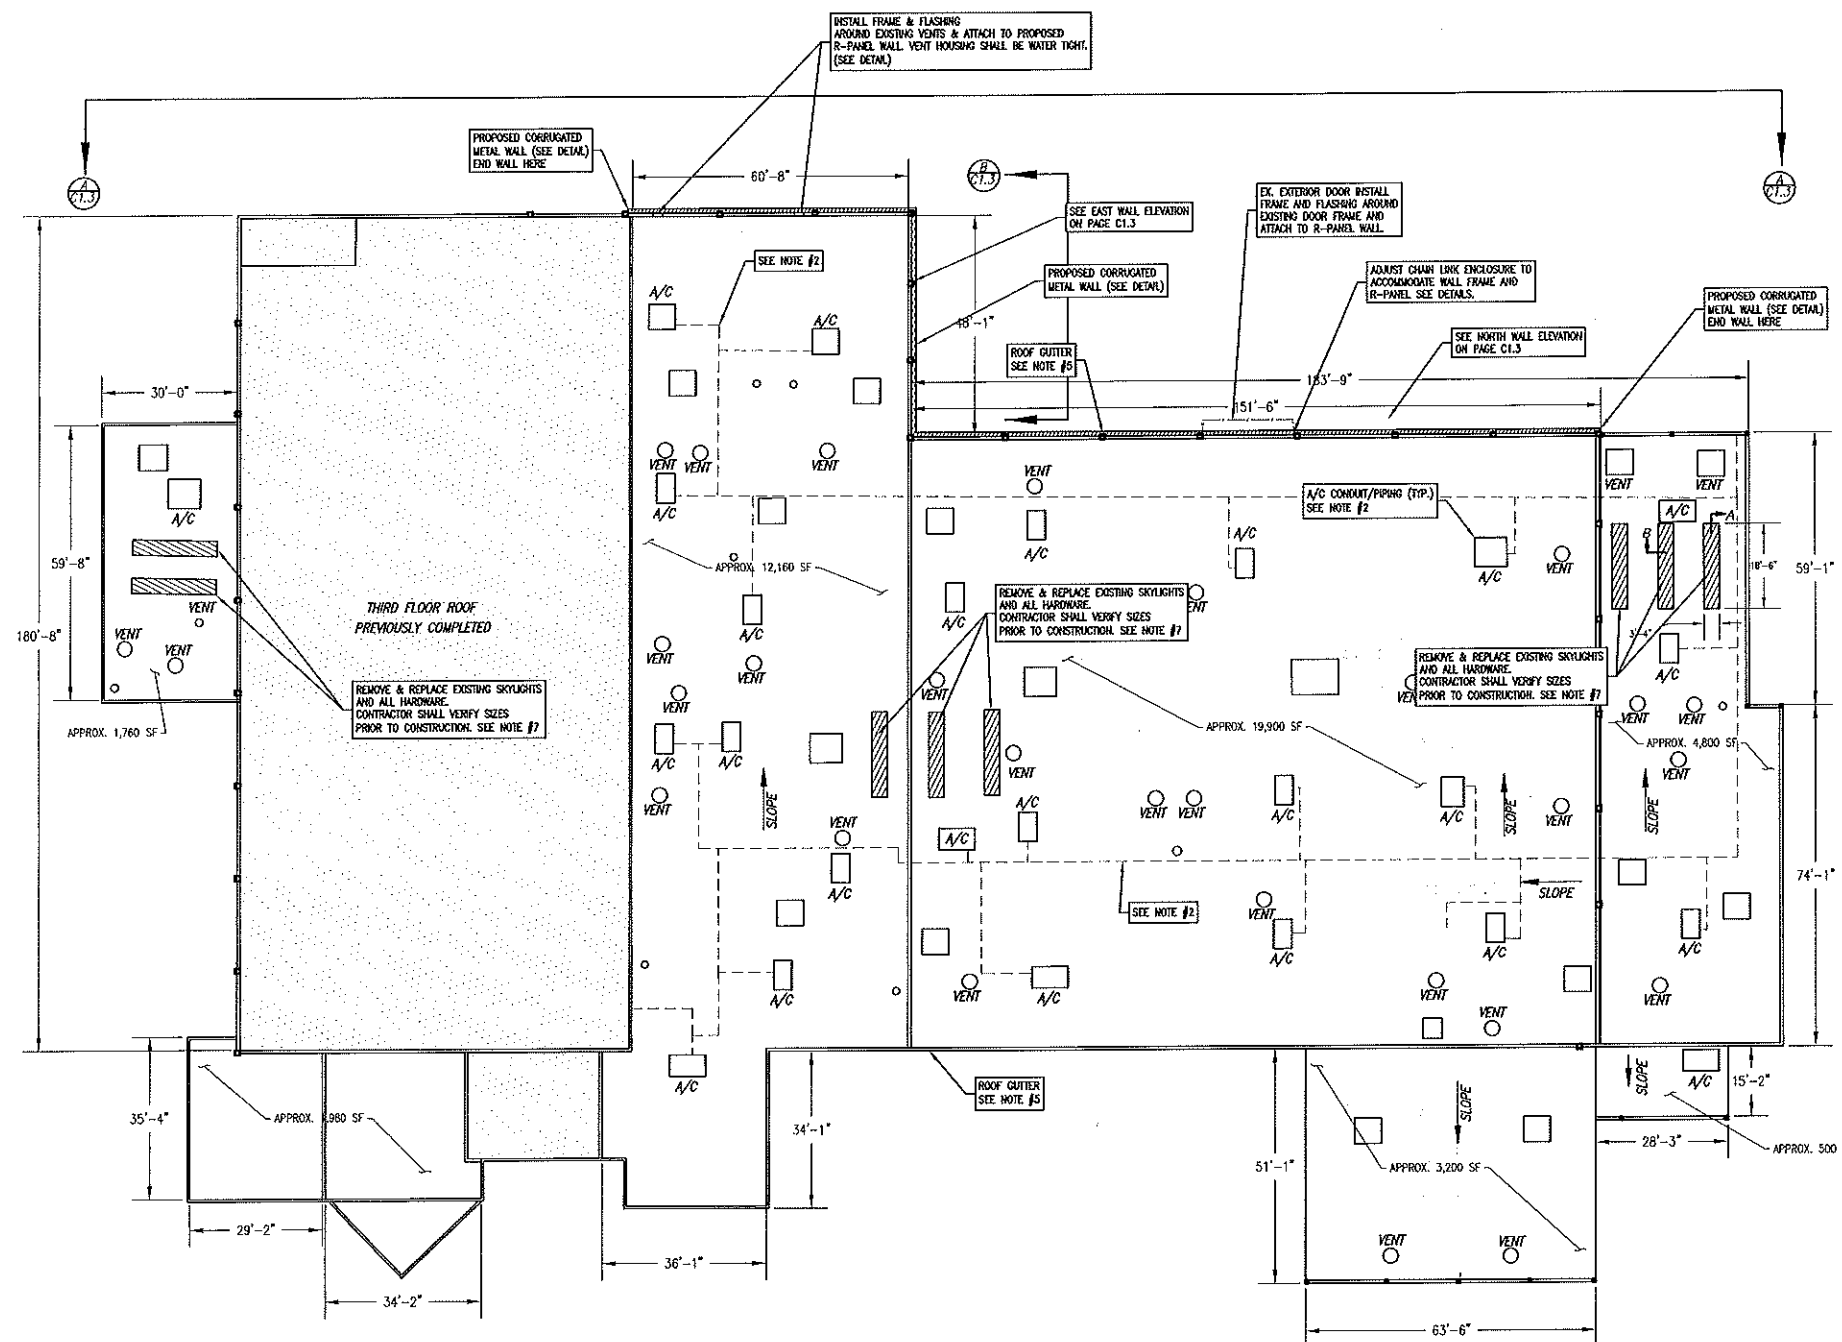 INSTALL FRAME & FLASHING
AROUND EXISTING VENTS & ATTACH TO PROPOSED
R-PANEL WALL. VENT HOUSING SHALL BE WATER TIGHT.
(SEE DETAIL)
PROPOSED CORRUGATED
METAL WALL (SEE DETAIL)
END WALL HERE
60'-8"
A
C1.3
B
C1.3
A
C1.3
EX. EXTERIOR DOOR INSTALL
FRAME AND FLASHING AROUND
EXISTING DOOR FRAME AND
ATTACH TO R-PANEL WALL.
SEE EAST WALL ELEVATION
ON PAGE C1.3
SEE NOTE #2
PROPOSED CORRUGATED
METAL WALL (SEE DETAIL)
ADJUST CHAIN LINK ENCLOSURE TO
ACCOMMODATE WALL FRAME AND
R-PANEL SEE DETAILS.
PROPOSED CORRUGATED
METAL WALL (SEE DETAIL)
END WALL HERE
A/C
A/C
48'-1"
SEE NORTH WALL ELEVATION
ON PAGE C1.3
ROOF GUTTER
SEE NOTE #5
183'-9"
151'-6"
30'-0"
VENT
VENT
VENT
VENT
VENT
VENT
A/C
A/C
A/C CONDUIT/PIPING (TYP.)
SEE NOTE #2
A/C
A
B
A/C
A/C
A/C
VENT
18'-6"
59'-1"
59'-8"
APPROX. 12,160 SF
A/C
A/C
VENT
REMOVE & REPLACE EXISTING SKYLIGHTS
AND ALL HARDWARE.
CONTRACTOR SHALL VERIFY SIZES
PRIOR TO CONSTRUCTION. SEE NOTE #7
THIRD FLOOR ROOF
PREVIOUSLY COMPLETED
VENT
VENT
VENT
180'-8"
VENT
VENT
3'-4"
A/C
REMOVE & REPLACE EXISTING SKYLIGHTS
AND ALL HARDWARE.
CONTRACTOR SHALL VERIFY SIZES
PRIOR TO CONSTRUCTION. SEE NOTE #7
REMOVE & REPLACE EXISTING SKYLIGHTS
AND ALL HARDWARE.
CONTRACTOR SHALL VERIFY SIZES
PRIOR TO CONSTRUCTION. SEE NOTE #7
VENT
VENT
VENT
VENT
VENT
APPROX. 1,760 SF
APPROX. 19,900 SF
APPROX. 4,800 SF
A/C
A/C
VENT
VENT
SLOPE
VENT
A/C
VENT
VENT
A/C
A/C
SLOPE
VENT
SLOPE
VENT
A/C
A/C
74'-1"
SLOPE
SEE NOTE #2
VENT
A/C
A/C
A/C
A/C
VENT
A/C
VENT
VENT
VENT
A/C
ROOF GUTTER
SEE NOTE #5
SLOPE
A/C
15'-2"
35'-4"
34'-1"
SLOPE
28'-3"
APPROX. 500
51'-1"
APPROX. 3,200 SF
29'-2"
36'-1"
VENT
VENT
34'-2"
63'-6"